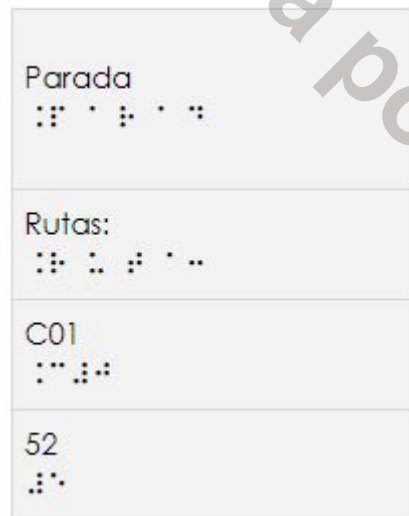 Parada
⠨⠏⠁⠗⠁⠙
Rutas:
⠨⠗⠥⠞⠁⠒
C01
⠨⠉⠼⠚
52
⠼⠑